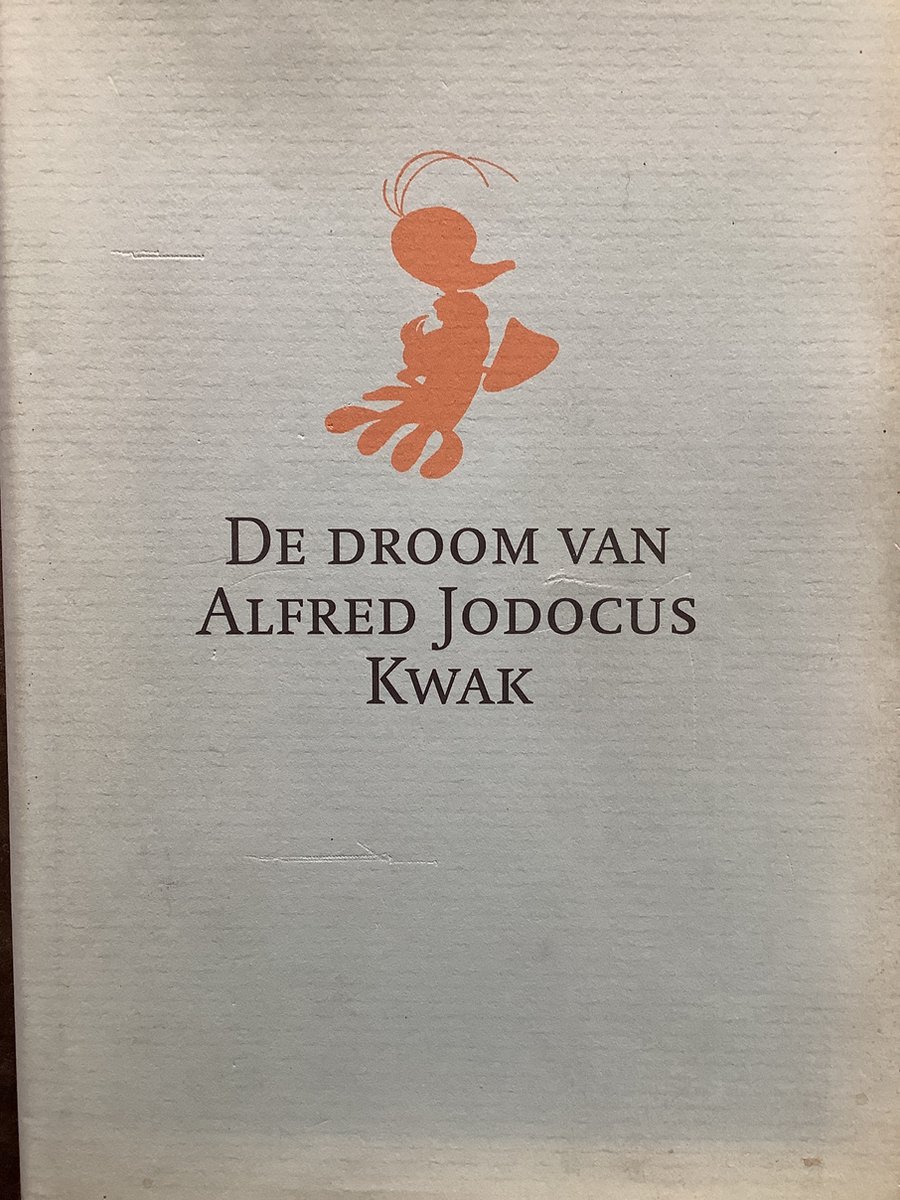 De droom van
Alfred Jodocus
Kwak